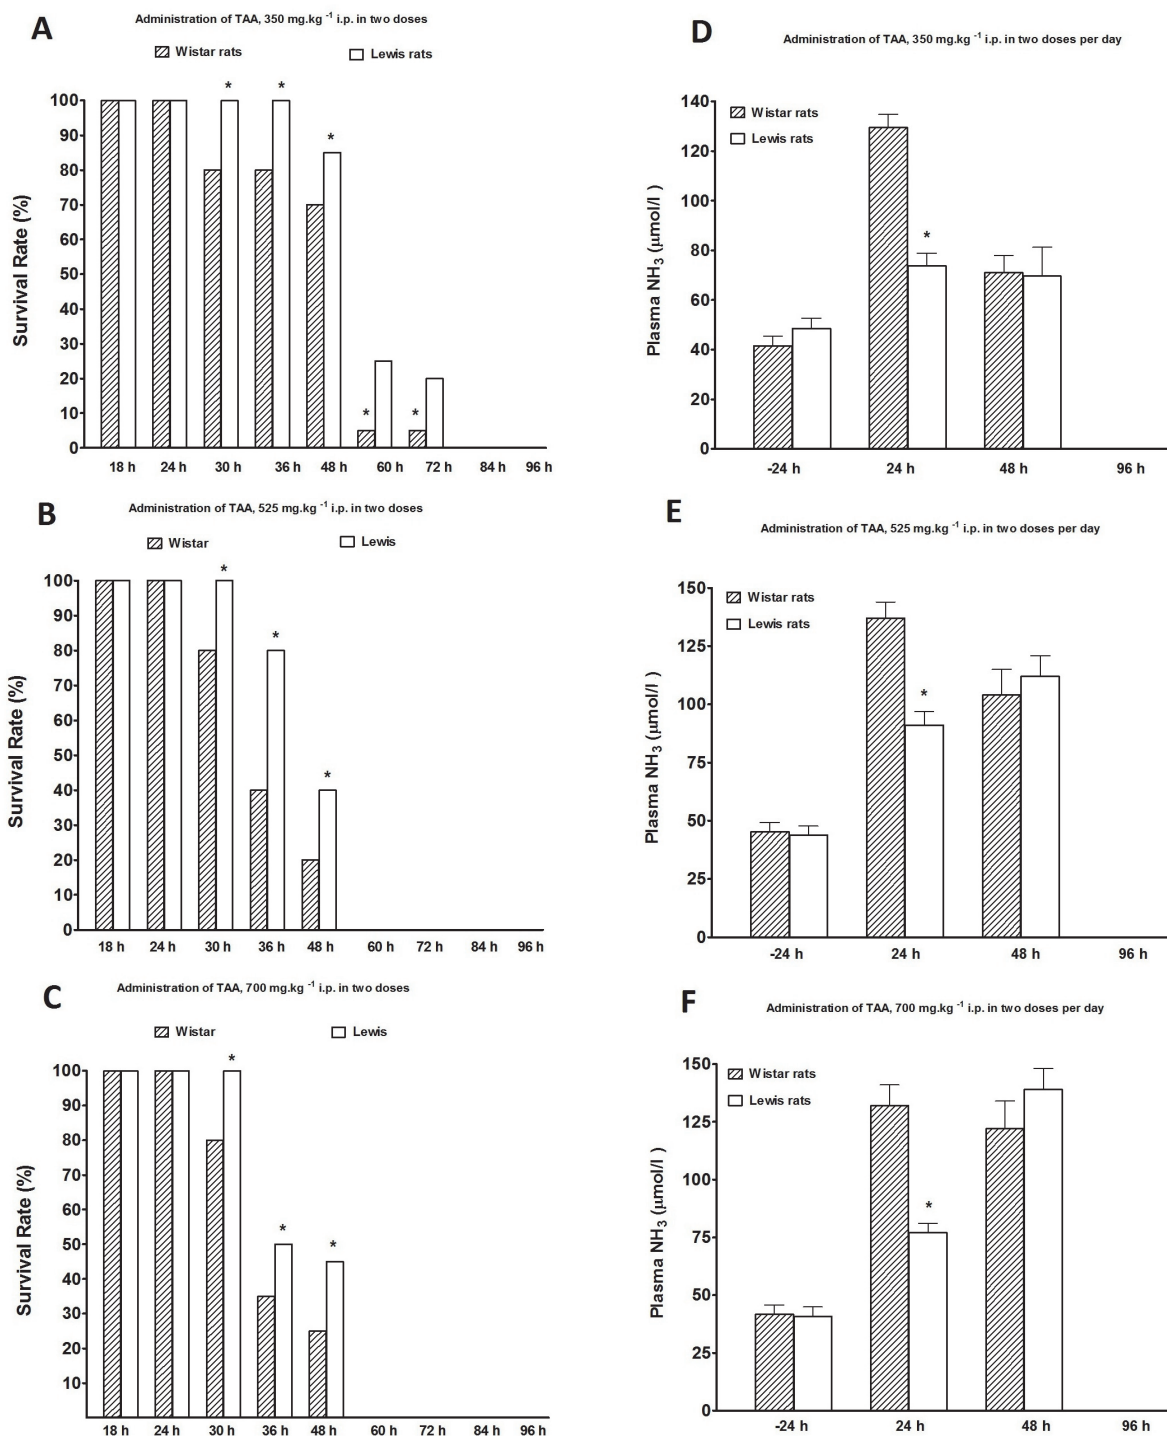 A
Administration of TAA, 350 mg.kg -1 i.p. in two doses
Wistar rats
Lewis rats
* * *
100
90
80
70
60
50
40
30
20
10
0
* *
Survival Rate (%)
18 h 24 h 30 h 36 h 48 h 60 h 72 h 84 h 96 h
B
Administration of TAA, 525 mg.kg -1 i.p. in two doses
Wistar
Lewis
* * *
100
90
80
70
60
50
40
30
20
10
0
Survival Rate (%)
18 h 24 h 30 h 36 h 48 h 60 h 72 h 84 h 96 h
C
Administration of TAA, 700 mg.kg -1 i.p. in two doses
Wistar
Lewis
* * *
100
90
80
70
60
50
40
30
20
10
Survival Rate (%)
18 h 24 h 30 h 36 h 48 h 60 h 72 h 84 h 96 h
D
Administration of TAA, 350 mg.kg -1 i.p. in two doses per day
Wistar rats
Lewis rats
*
140
120
100
80
60
40
20
0
Plasma NH3 (µmol/l )
-24 h 24 h 48 h 96 h
E
Administration of TAA, 525 mg.kg -1 i.p. in two doses per day
Wistar rats
Lewis rats
*
150
125
100
75
50
25
0
Plasma NH3 (µmol/l )
-24 h 24 h 48 h 96 h
F
Administration of TAA, 700 mg.kg -1 i.p. in two doses per day
Wistar rats
Lewis rats
*
150
125
100
75
50
25
0
Plasma NH3 (µmol/l )
-24 h 24 h 48 h 96 h